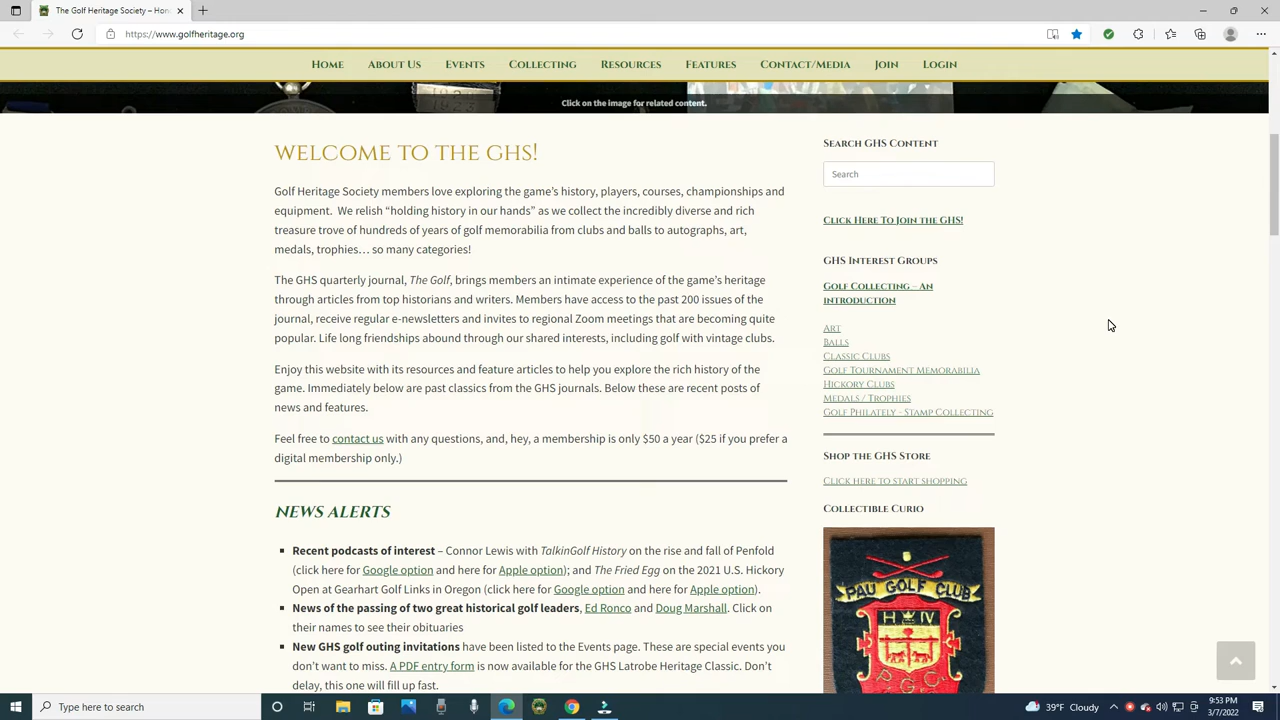 The Golf Heritage Society – Hon
https://www.golfheritage.org
Home About Us Events Collecting Resources Features Contact/Media Join Login
Click on the image for related content.
WELCOME TO THE GHS!
Golf Heritage Society members love exploring the game's history, players, courses, championships and
equipment. We relish "holding history in our hands" as we collect the incredibly diverse and rich
treasure trove of hundreds of years of golf memorabilia from clubs and balls to autographs, art,
medals, trophies… so many categories!
The GHS quarterly journal, The Golf, brings members an intimate experience of the game's heritage
through articles from top historians and writers. Members have access to the past 200 issues of the
journal, receive regular e-newsletters and invites to regional Zoom meetings that are becoming quite
popular. Life long friendships abound through our shared interests, including golf with vintage clubs.
Enjoy this website with its resources and feature articles to help you explore the rich history of the
game. Immediately below are past classics from the GHS journals. Below these are recent posts of
news and features.
Feel free to contact us with any questions, and, hey, a membership is only $50 a year ($25 if you prefer a
digital membership only.)
NEWS ALERTS
Recent podcasts of interest – Connor Lewis with TalkinGolf History on the rise and fall of Penfold
(click here for Google option and here for Apple option); and The Fried Egg on the 2021 U.S. Hickory
Open at Gearhart Golf Links in Oregon (click here for Google option and here for Apple option).
News of the passing of two great historical golf leaders, Ed Ronco and Doug Marshall. Click on
their names to see their obituaries
New GHS golf outing invitations have been listed to the Events page. These are special events you
don't want to miss. A PDF entry form is now available for the GHS Latrobe Heritage Classic. Don't
delay, this one will fill up fast.
Search GHS Content
Search
Click Here To Join the GHS!
GHS Interest Groups
Golf Collecting – An
introduction
Art
Balls
Classic Clubs
Golf Tournament Memorabilia
Hickory Clubs
Medals / Trophies
Golf Philately – Stamp Collecting
Shop the GHS Store
Click here to start shopping
Collectible Curio
PAU GOLF CLUB
H IV
PGC
Type here to search
39°F Cloudy
9:53 PM
3/7/2022